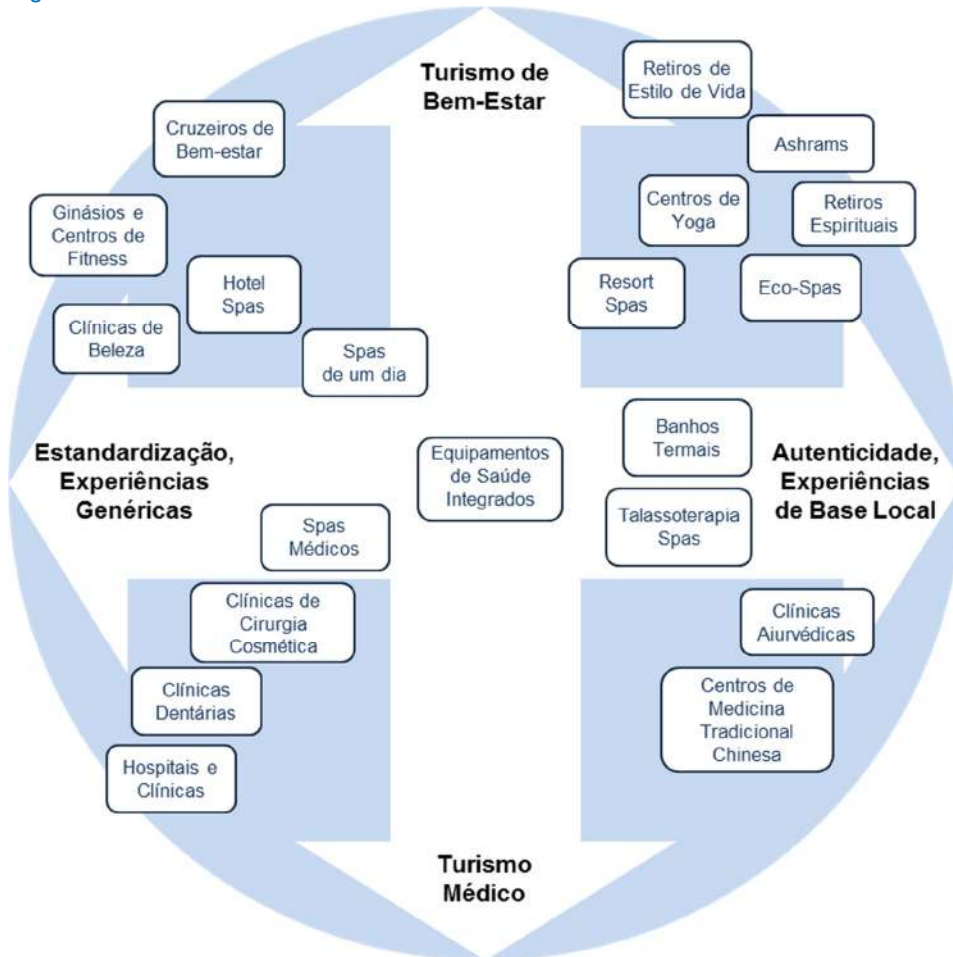 Turismo de
Bem-Estar
Retiros de
Estilo de Vida
Cruzeiros de
Bem-estar
Ashrams
Ginásios e
Centros de
Fitness
Centros de
Yoga
Retiros
Espirituais
Hotel
Spas
Resort
Spas
Eco-Spas
Clínicas de
Beleza
Spas
de um dia
Estandardização,
Experiências
Genéricas
Equipamentos
de Saúde
Integrados
Banhos
Termais
Autenticidade,
Experiências
de Base Local
Talassoterapia
Spas
Spas
Médicos
Clínicas de
Cirurgia
Cosmética
Clínicas
Aiurvédicas
Clínicas
Dentárias
Centros de
Medicina
Tradicional
Chinesa
Hospitais e
Clínicas
Turismo
Médico